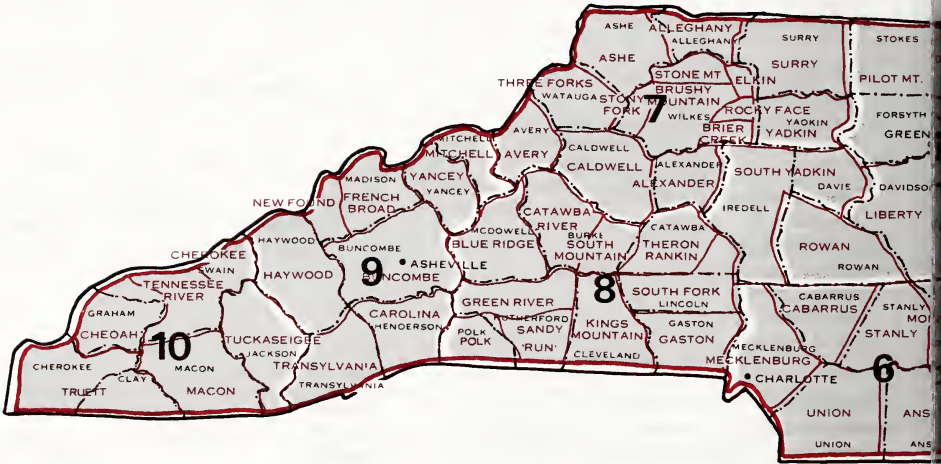 ASHE
ALLEGHANY
ALLEGHANY
SURRY
STOKES
ASHE
SURRY
STONE MT
ELKIN
PILOT MT.
THREE FORKS
WATAUGA
STONY
FORK
BRUSHY
MOUNTAIN
7
WILKES
ROCKY FACE
YADKIN
YADKIN
FORSYTH
GREEN
BRIER
CREEK
AVERY
AVERY
MITCHELL
MITCHELL
CALDWELL
CALDWELL
ALEXANDER
ALEXANDER
SOUTH YADKIN
DAVIE
DAVIDSO
MADISON
YANCEY
YANCEY
NEW FOUND
FRENCH
BROAD
IREDELL
LIBERTY
CATAWBA
RIVER
BURKE
SOUTH
MOUNTAIN
CATAWBA
THERON
RANKIN
ROWAN
ROWAN
MCDOWELL
BLUE RIDGE
HAYWOOD
HAYWOOD
BUNCOMBE
ASHEVILLE
BUNCOMBE
9
CHEROKEE
SWAIN
TENNESSEE
RIVER
GRAHAM
CHEOAH
10
TUCKASEIGEE
JACKSON
CAROLINA
HENDERSON
GREEN RIVER
RUTHERFORD
SANDY
'RUN'
POLK
POLK
8
KINGS
MOUNTAIN
CLEVELAND
SOUTH FORK
LINCOLN
GASTON
GASTON
CABARRUS
CABARRUS
STANLY
MO
STANLY
MECKLENBURG
MECKLENBURG
CHARLOTTE
6
CHEROKEE
CLAY
TRUETT
MACON
MACON
TRANSYLVANIA
TRANSYLVANIA
UNION
UNION
ANS
ANS